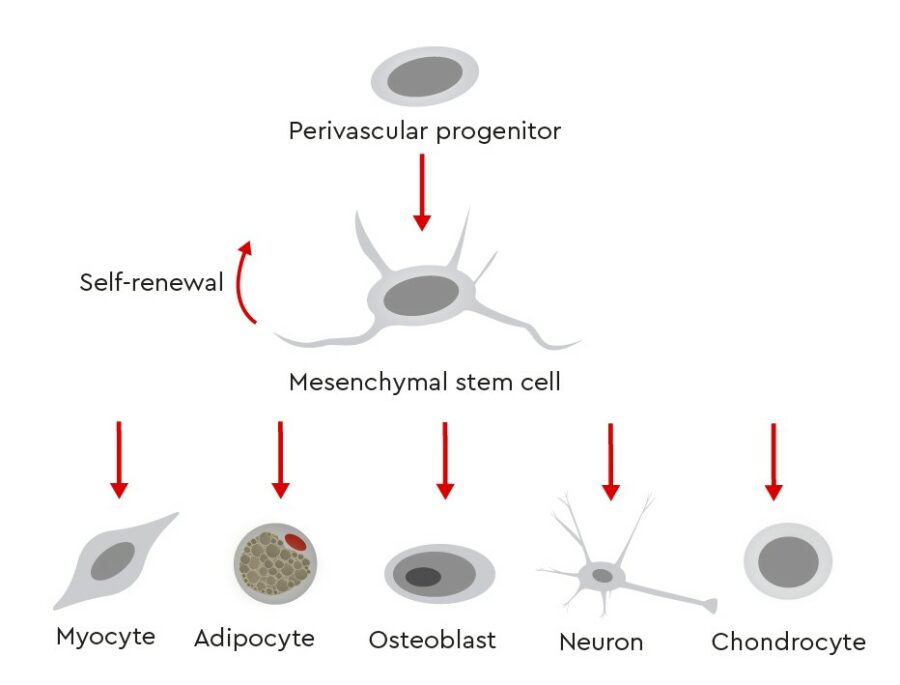 Perivascular progenitor
Self-renewal
Mesenchymal stem cell
Myocyte
Adipocyte
Osteoblast
Neuron
Chondrocyte